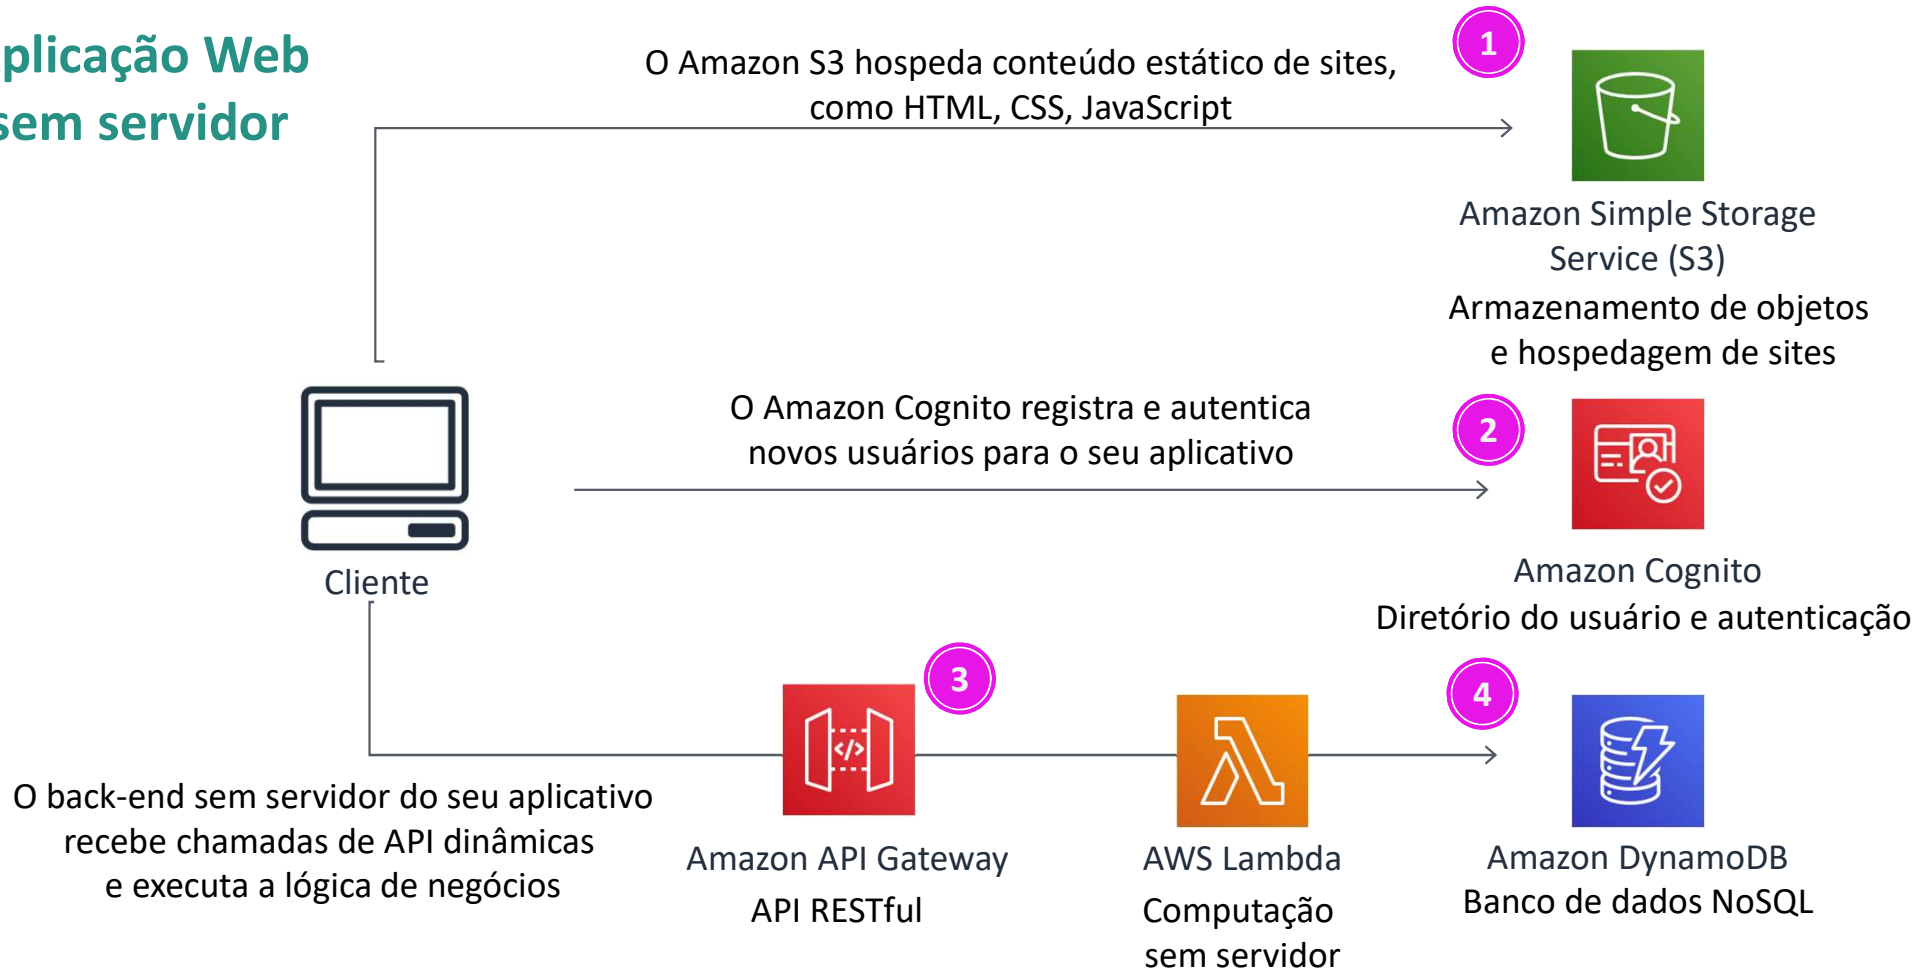 plicação Web
sem servidor
O Amazon S3 hospeda conteúdo estático de sites,
como HTML, CSS, JavaScript
1
Amazon Simple Storage
Service (S3)
Armazenamento de objetos
e hospedagem de sites
O Amazon Cognito registra e autentica
novos usuários para o seu aplicativo
2
Cliente
Amazon Cognito
Diretório do usuário e autenticação
3
4
</>
O back-end sem servidor do seu aplicativo
recebe chamadas de API dinâmicas
e executa a lógica de negócios
Amazon API Gateway
API RESTful
AWS Lambda
Computação
sem servidor
Amazon DynamoDB
Banco de dados NoSQL